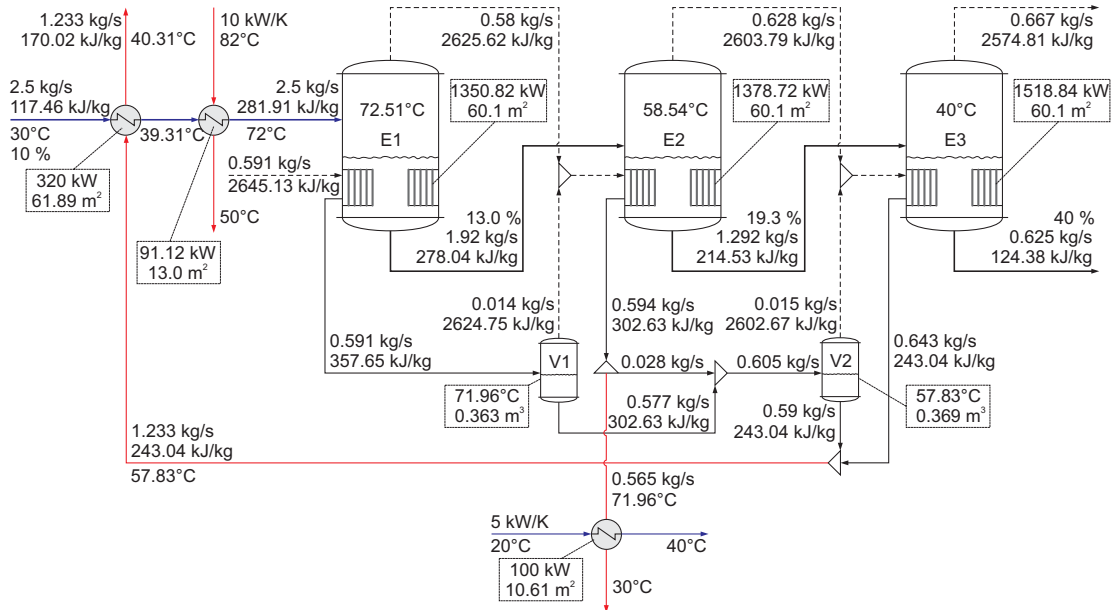 1.233 kg/s
170.02 kJ/kg
40.31°C
10 kW/K
82°C
2.5 kg/s
117.46 kJ/kg
30°C
10 %
39.31°C
2.5 kg/s
281.91 kJ/kg
72°C
320 kW
61.89 m²
91.12 kW
13.0 m²
50°C
0.591 kg/s
2645.13 kJ/kg
72.51°C
E1
1350.82 kW
60.1 m²
0.58 kg/s
2625.62 kJ/kg
13.0 %
1.92 kg/s
278.04 kJ/kg
58.54°C
E2
1378.72 kW
60.1 m²
0.628 kg/s
2603.79 kJ/kg
19.3 %
1.292 kg/s
214.53 kJ/kg
40°C
E3
1518.84 kW
60.1 m²
0.667 kg/s
2574.81 kJ/kg
40 %
0.625 kg/s
124.38 kJ/kg
0.591 kg/s
357.65 kJ/kg
0.014 kg/s
2624.75 kJ/kg
V1
71.96°C
0.363 m³
0.594 kg/s
302.63 kJ/kg
0.028 kg/s
0.577 kg/s
302.63 kJ/kg
0.605 kg/s
0.015 kg/s
2602.67 kJ/kg
V2
57.83°C
0.369 m³
0.59 kg/s
243.04 kJ/kg
0.643 kg/s
243.04 kJ/kg
1.233 kg/s
243.04 kJ/kg
57.83°C
0.565 kg/s
71.96°C
5 kW/K
20°C
40°C
100 kW
10.61 m²
30°C